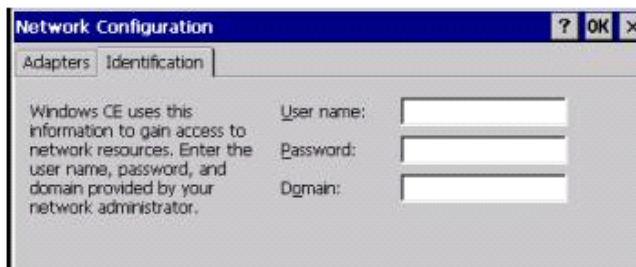 Network Configuration ? OK ×
Adapters Identification
Windows CE uses this
information to gain access to
network resources. Enter the
user name, password, and
domain provided by your
network administrator.
User name:
Password:
Domain: